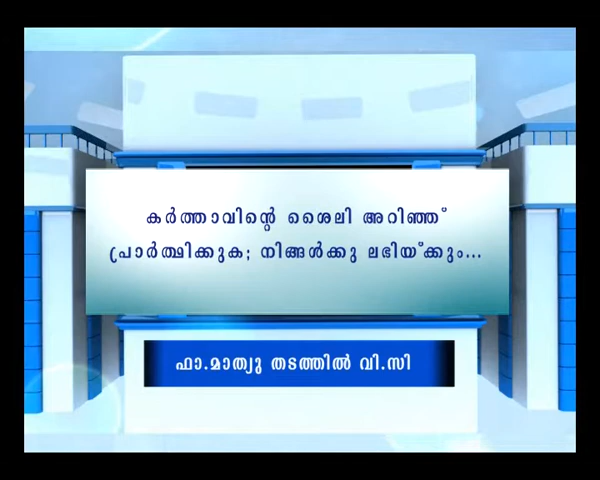 കർത്താവിന്റെ ശൈലി അറിഞ്ഞ്
പ്രാർത്ഥിക്കുക; നിങ്ങൾക്കു ലഭിയ്ക്കും...
ഫാ.മാത്യു തടത്തിൽ വി.സി